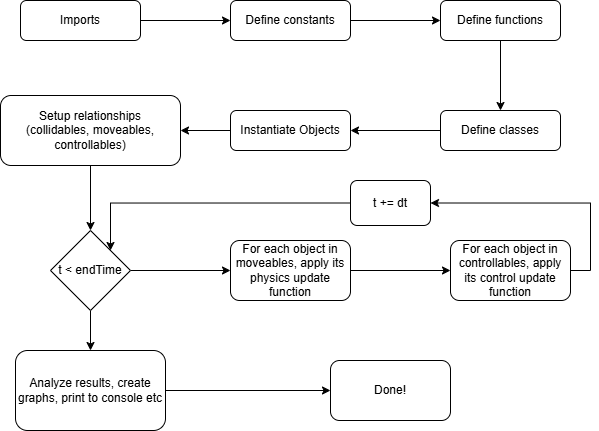 Imports
Define constants
Define functions
Setup relationships
(collidables, moveables,
controllables)
Instantiate Objects
Define classes
t += dt
t < endTime
For each object in
moveables, apply its
physics update
function
For each object in
controllables, apply
its control update
function
Analyze results, create
graphs, print to console etc
Done!